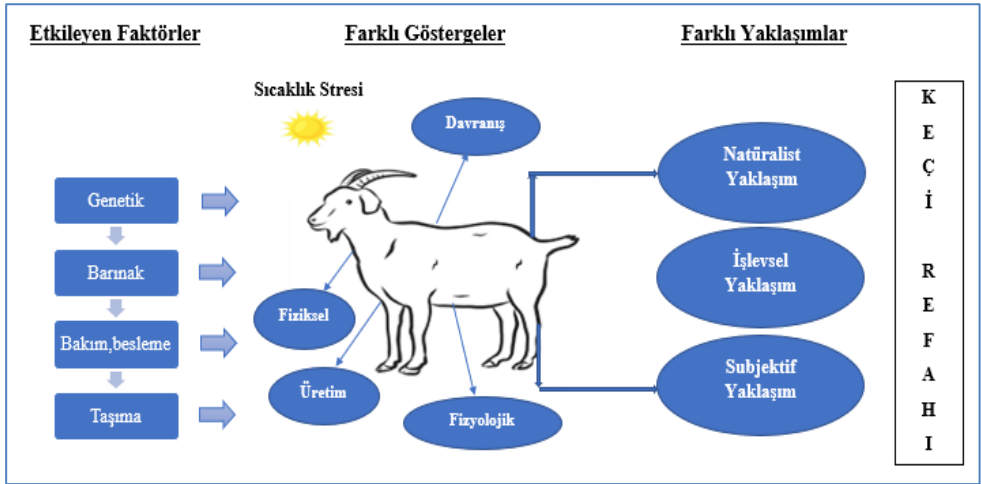 Etkileyen Faktörler
Farklı Göstergeler
Farklı Yaklaşımlar
Sıcaklık Stresi
Genetik
Barınak
Bakım,besleme
Taşıma
Davranış
Fiziksel
Üretim
Fizyolojik
Natüralist
Yaklaşım
İşlevsel
Yaklaşım
Subjektif
Yaklaşım
K
E
Ç
İ
R
E
F
A
H
I